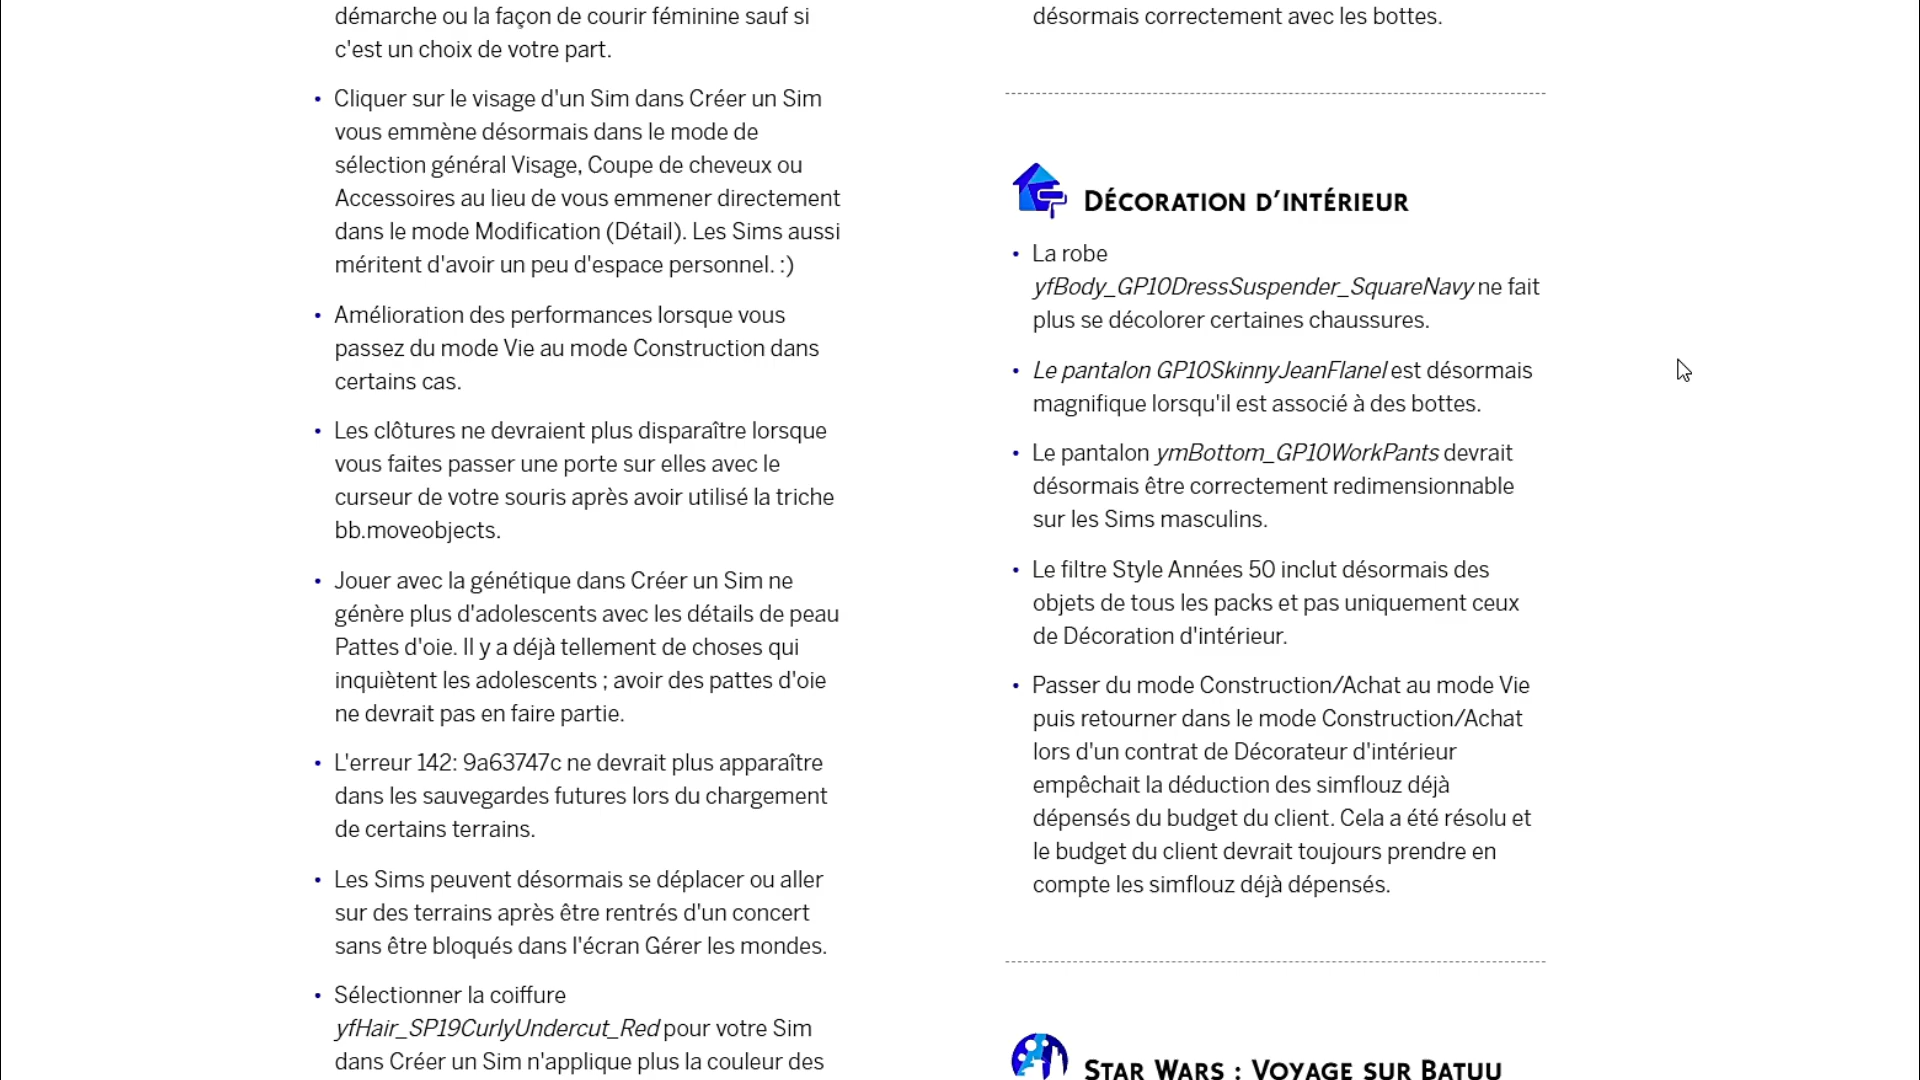 démarche ou la façon de courir féminine sauf si
c'est un choix de votre part.
Cliquer sur le visage d'un Sim dans Créer un Sim
vous emmène désormais dans le mode de
sélection général Visage, Coupe de cheveux ou
Accessoires au lieu de vous emmener directement
dans le mode Modification (Détail). Les Sims aussi
méritent d'avoir un peu d'espace personnel. :)
Amélioration des performances lorsque vous
passez du mode Vie au mode Construction dans
certains cas.
Les clôtures ne devraient plus disparaître lorsque
vous faites passer une porte sur elles avec le
curseur de votre souris après avoir utilisé la triche
bb.moveobjects.
Jouer avec la génétique dans Créer un Sim ne
génère plus d'adolescents avec les détails de peau
Pattes d'oie. Il y a déjà tellement de choses qui
inquiètent les adolescents ; avoir des pattes d'oie
ne devrait pas en faire partie.
L'erreur 142: 9a63747c ne devrait plus apparaître
dans les sauvegardes futures lors du chargement
de certains terrains.
Les Sims peuvent désormais se déplacer ou aller
sur des terrains après être rentrés d'un concert
sans être bloqués dans l'écran Gérer les mondes.
Sélectionner la coiffure
yfHair_SP19CurlyUndercut_Red pour votre Sim
dans Créer un Sim n'applique plus la couleur des
désormais correctement avec les bottes.
Décoration d’intérieur
La robe
yfBody_GP10DressSuspender_SquareNavy ne fait
plus se décolorer certaines chaussures.
Le pantalon GP10SkinnyJeanFlanel est désormais
magnifique lorsqu'il est associé à des bottes.
Le pantalon ymBottom_GP10WorkPants devrait
désormais être correctement redimensionnable
sur les Sims masculins.
Le filtre Style Années 50 inclut désormais des
objets de tous les packs et pas uniquement ceux
de Décoration d'intérieur.
Passer du mode Construction/Achat au mode Vie
puis retourner dans le mode Construction/Achat
lors d'un contrat de Décorateur d'intérieur
empêchait la déduction des simflouz déjà
dépensés du budget du client. Cela a été résolu et
le budget du client devrait toujours prendre en
compte les simflouz déjà dépensés.
Star Wars : Voyage sur Batuu